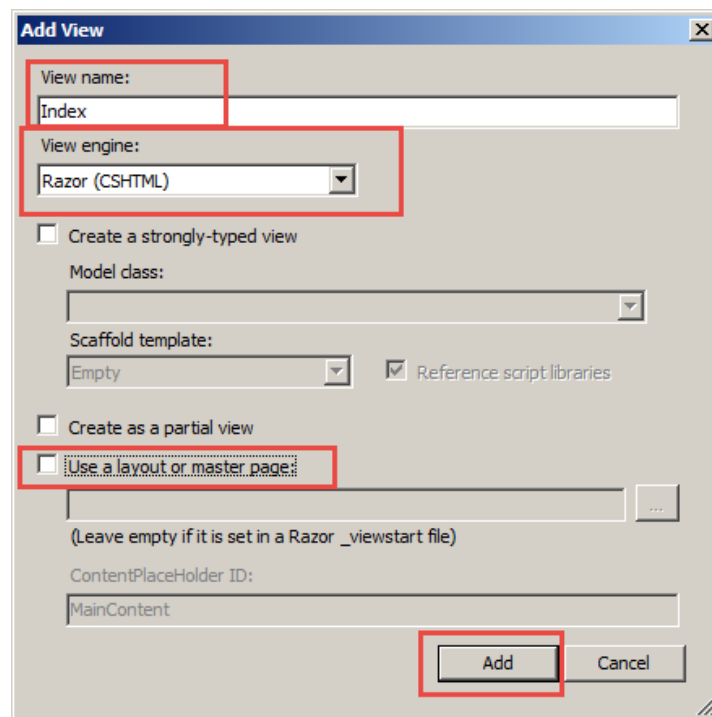 Add View
View name:
Index
View engine:
Razor (CSHTML)
Create a strongly-typed view
Model class:
Scaffold template:
Empty
Reference script libraries
Create as a partial view
Use a layout or master page:
...
(Leave empty if it is set in a Razor _viewstart file)
ContentPlaceHolder ID:
MainContent
Add
Cancel